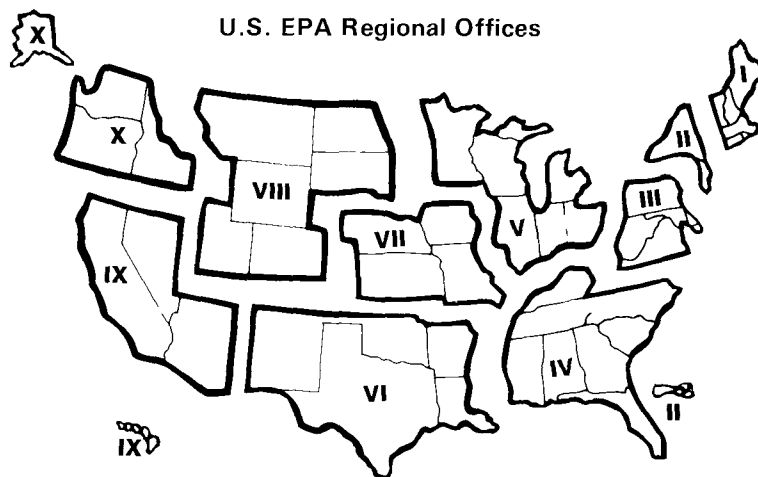 U.S. EPA Regional Offices
X
I
X
II
VIII
III
VII
V
IX
IV
VI
II
IX